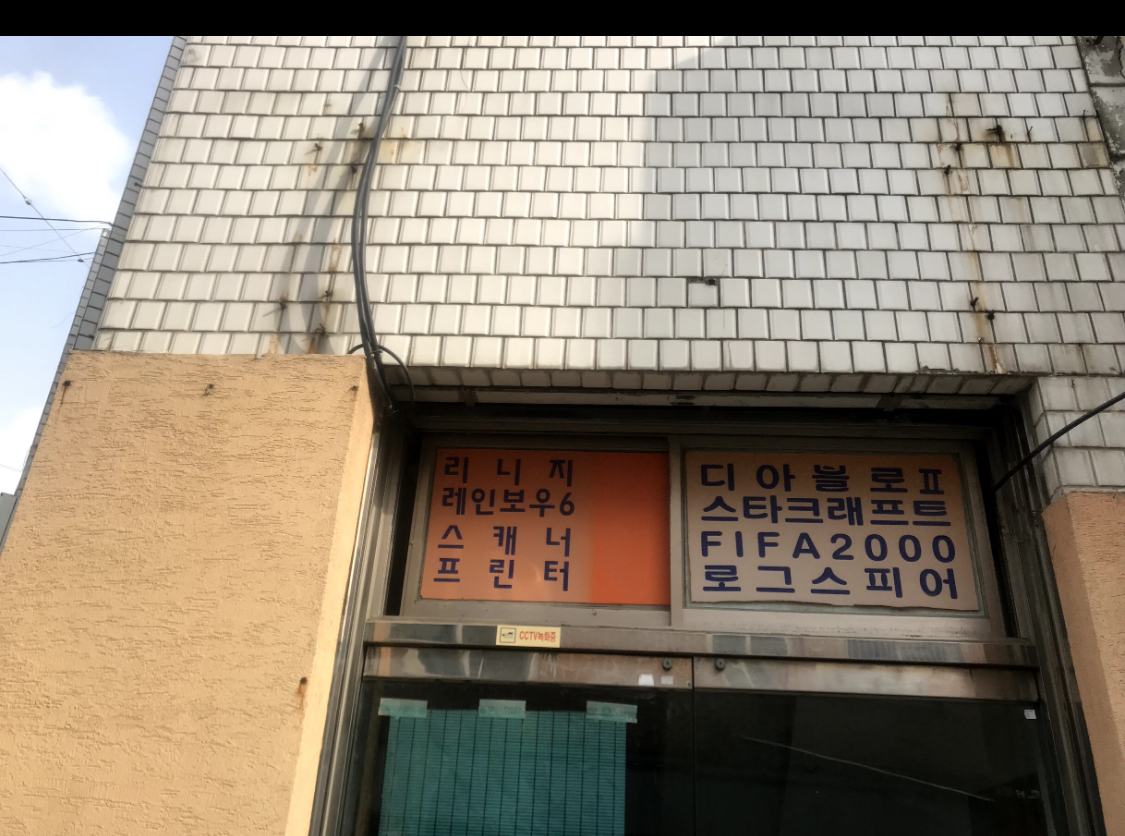 리니지
레인보우6
스캐너
프린터
디아블로Ⅱ
스타크래프트
FIFA2000
로그스피어
CCTV녹화중